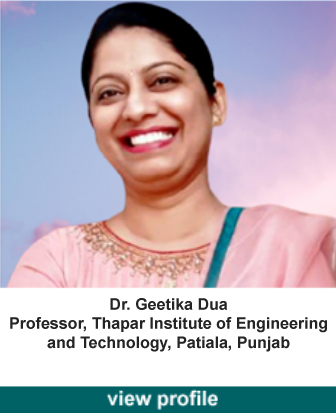 Dr. Geetika Dua
Professor, Thapar Institute of Engineering
and Technology, Patiala, Punjab
view profile